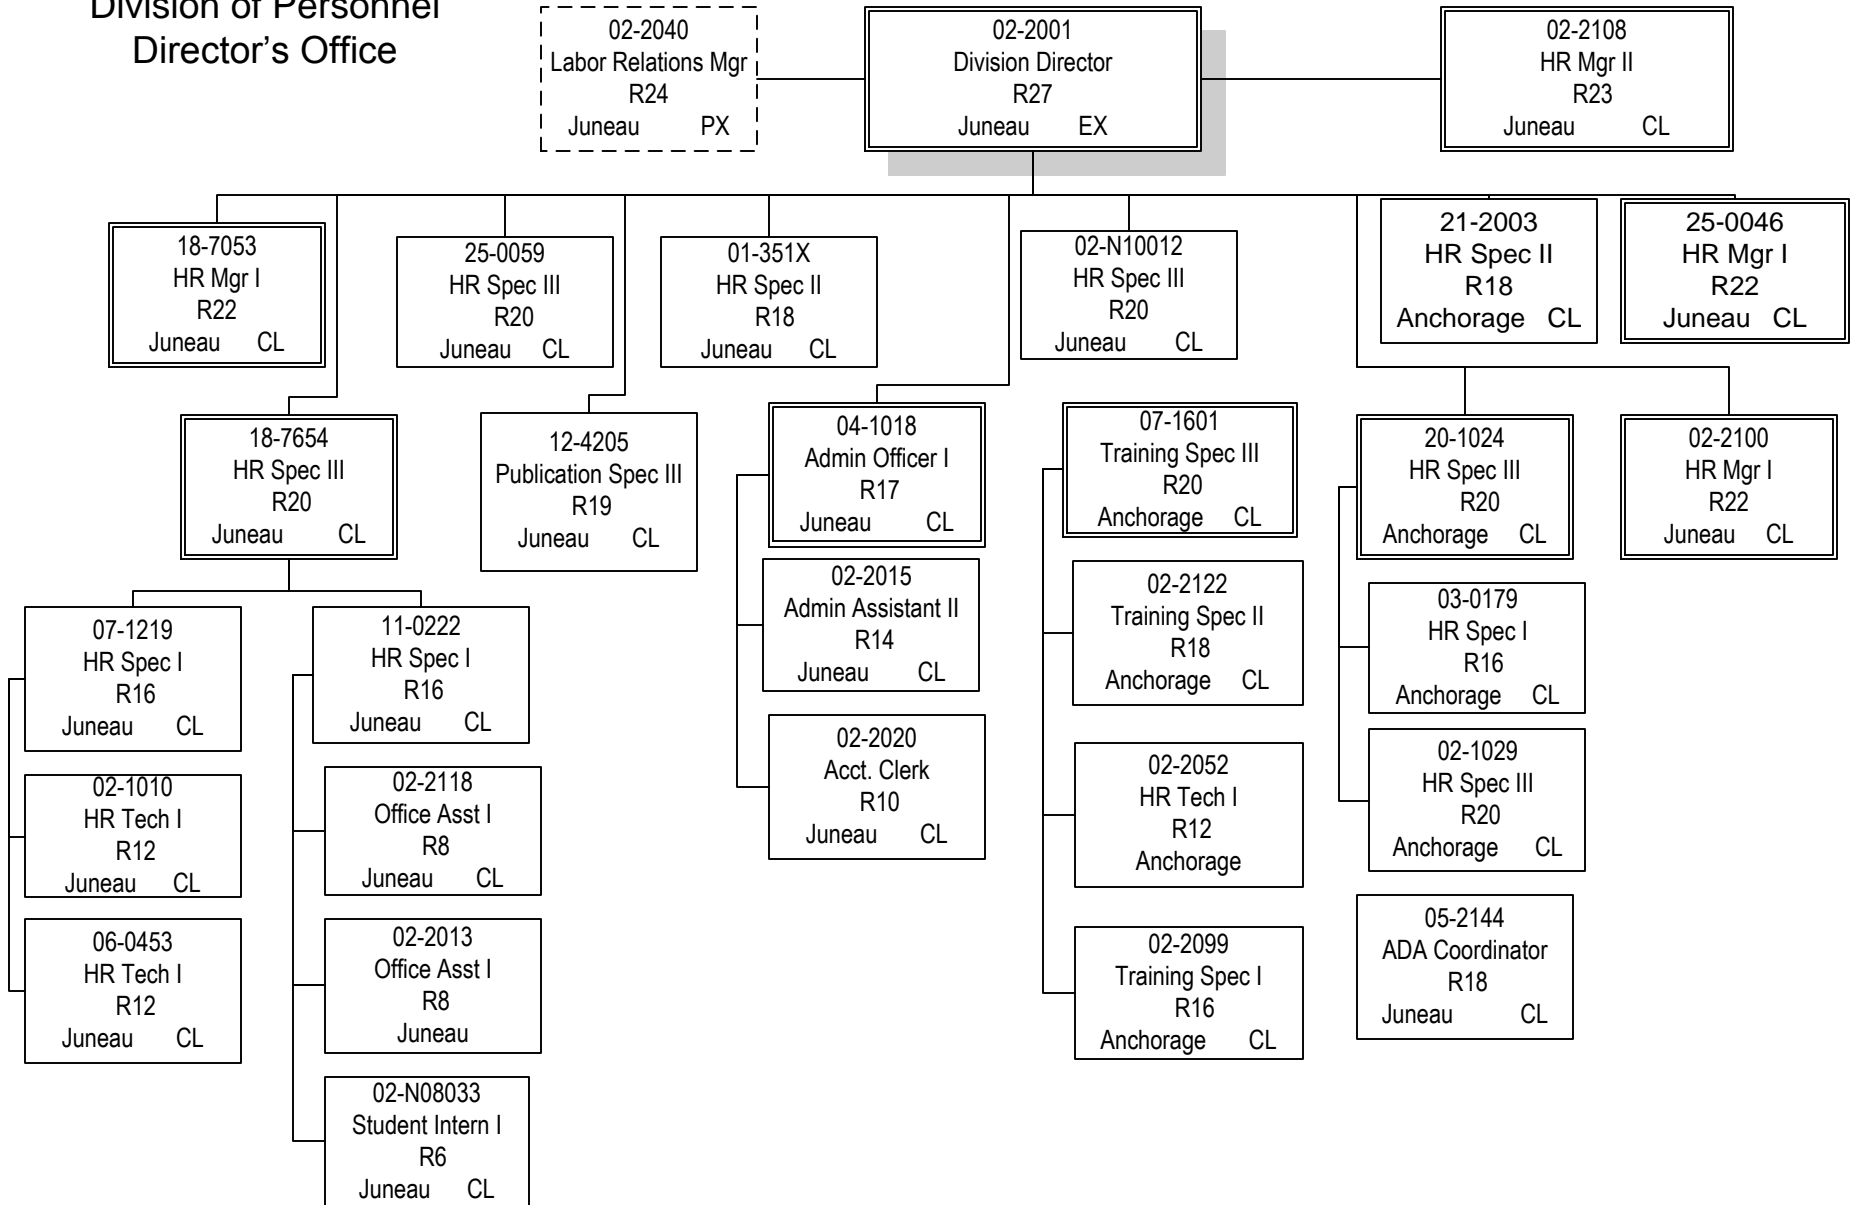 Division of Personnel
Director's Office
02-2040
Labor Relations Mgr
R24
Juneau PX
02-2001
Division Director
R27
Juneau EX
02-2108
HR Mgr II
R23
Juneau CL
18-7053
HR Mgr I
R22
Juneau CL
25-0059
HR Spec III
R20
Juneau CL
01-351X
HR Spec II
R18
Juneau CL
02-N10012
HR Spec III
R20
Juneau CL
21-2003
HR Spec II
R18
Anchorage CL
25-0046
HR Mgr I
R22
Juneau CL
18-7654
HR Spec III
R20
Juneau CL
12-4205
Publication Spec III
R19
Juneau CL
04-1018
Admin Officer I
R17
Juneau CL
07-1601
Training Spec III
R20
Anchorage CL
20-1024
HR Spec III
R20
Anchorage CL
02-2100
HR Mgr I
R22
Juneau CL
02-2015
Admin Assistant II
R14
Juneau CL
02-2122
Training Spec II
R18
Anchorage CL
03-0179
HR Spec I
R16
Anchorage CL
07-1219
HR Spec I
R16
Juneau CL
11-0222
HR Spec I
R16
Juneau CL
02-2020
Acct. Clerk
R10
Juneau CL
02-2052
HR Tech I
R12
Anchorage
02-1029
HR Spec III
R20
Anchorage CL
02-1010
HR Tech I
R12
Juneau CL
02-2118
Office Asst I
R8
Juneau CL
05-2144
ADA Coordinator
R18
Juneau CL
06-0453
HR Tech I
R12
Juneau CL
02-2013
Office Asst I
R8
Juneau
02-2099
Training Spec I
R16
Anchorage CL
02-N08033
Student Intern I
R6
Juneau CL